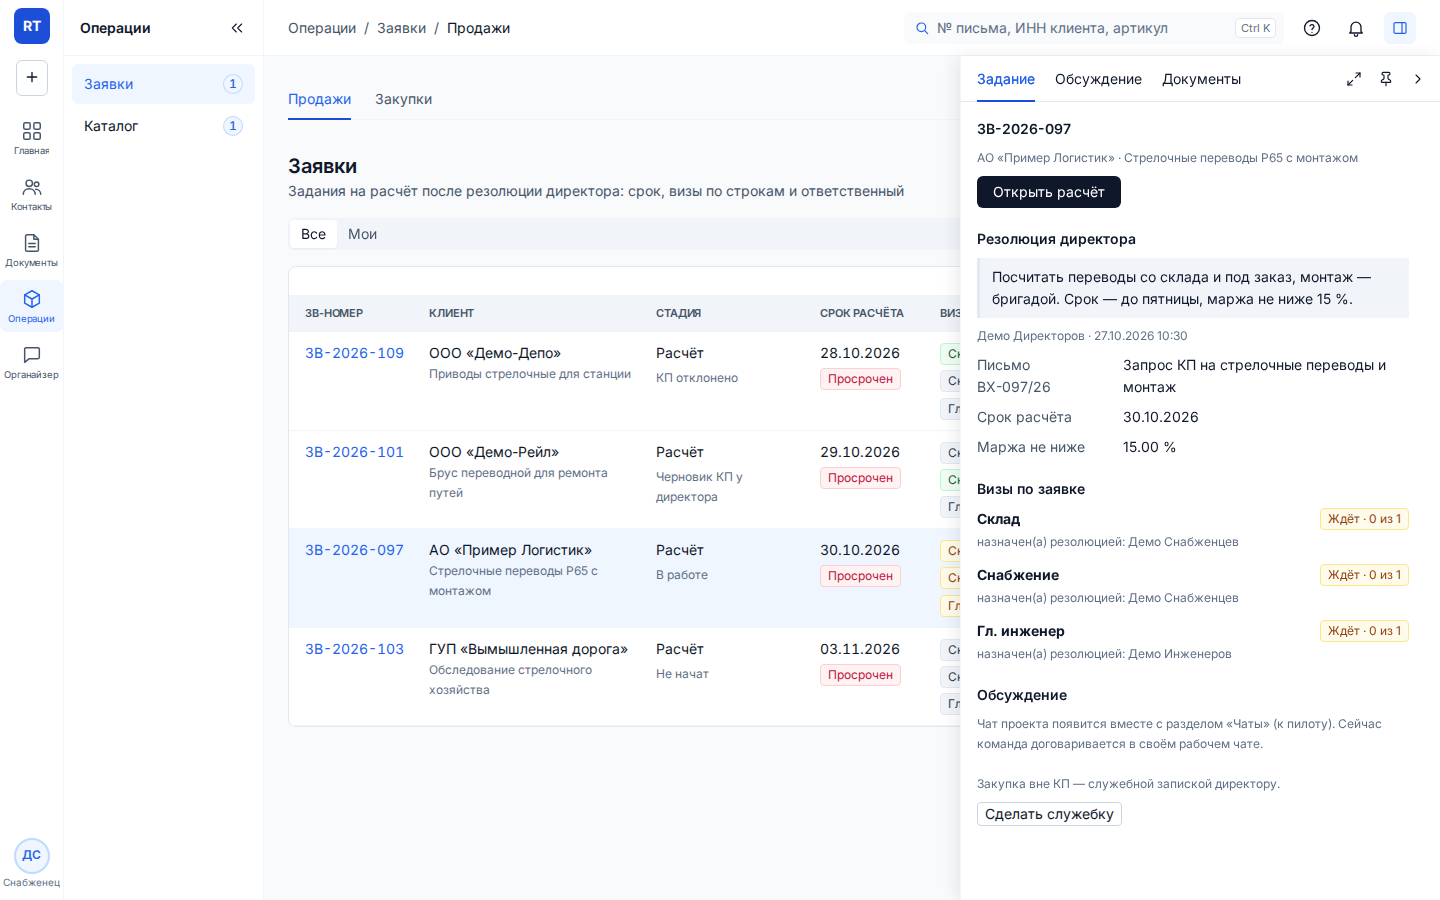 RT
Операции
Операции / Заявки / Продажи
№ письма, ИНН клиента, артикул
Ctrl K
Главная
Контакты
Документы
Операции
Органайзер
ДС
Снабженец
Заявки 1
Каталог 1
Продажи Закупки
Заявки
Задания на расчёт после резолюции директора: срок, визы по строкам и ответственный
Все Мои
ЗВ-НОМЕР КЛИЕНТ СТАДИЯ СРОК РАСЧЁТА
ЗВ-2026-109 ООО «Демо-Депо» Расчёт 28.10.2026
Приводы стрелочные для станции КП отклонено Просрочен
ЗВ-2026-101 ООО «Демо-Рейл» Расчёт 29.10.2026
Брус переводной для ремонта Черновик КП у Просрочен
путей директора
ЗВ-2026-097 АО «Пример Логистик» Расчёт 30.10.2026
Стрелочные переводы Р65 с В работе Просрочен
монтажом
ЗВ-2026-103 ГУП «Вымышленная дорога» Расчёт 03.11.2026
Обследование стрелочного Не начат Просрочен
хозяйства
Задание Обсуждение Документы
ЗВ-2026-097
АО «Пример Логистик» · Стрелочные переводы Р65 с монтажом
Открыть расчёт
Резолюция директора
Посчитать переводы со склада и под заказ, монтаж —
бригадой. Срок — до пятницы, маржа не ниже 15 %.
Демо Директоров · 27.10.2026 10:30
Письмо Запрос КП на стрелочные переводы и
ВХ-097/26 монтаж
Срок расчёта 30.10.2026
Маржа не ниже 15.00 %
Визы по заявке
Склад Ждёт · 0 из 1
назначен(а) резолюцией: Демо Снабженцев
Снабжение Ждёт · 0 из 1
назначен(а) резолюцией: Демо Снабженцев
Гл. инженер Ждёт · 0 из 1
назначен(а) резолюцией: Демо Инженеров
Обсуждение
Чат проекта появится вместе с разделом «Чаты» (к пилоту). Сейчас
команда договаривается в своём рабочем чате.
Закупка вне КП — служебной запиской директору.
Сделать служебку